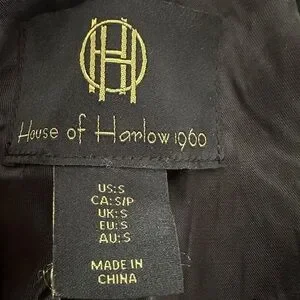 H
House of Harlow 1960
US: S
CA: S/P
UK: S
EU: S
AU: S
MADE IN
CHINA